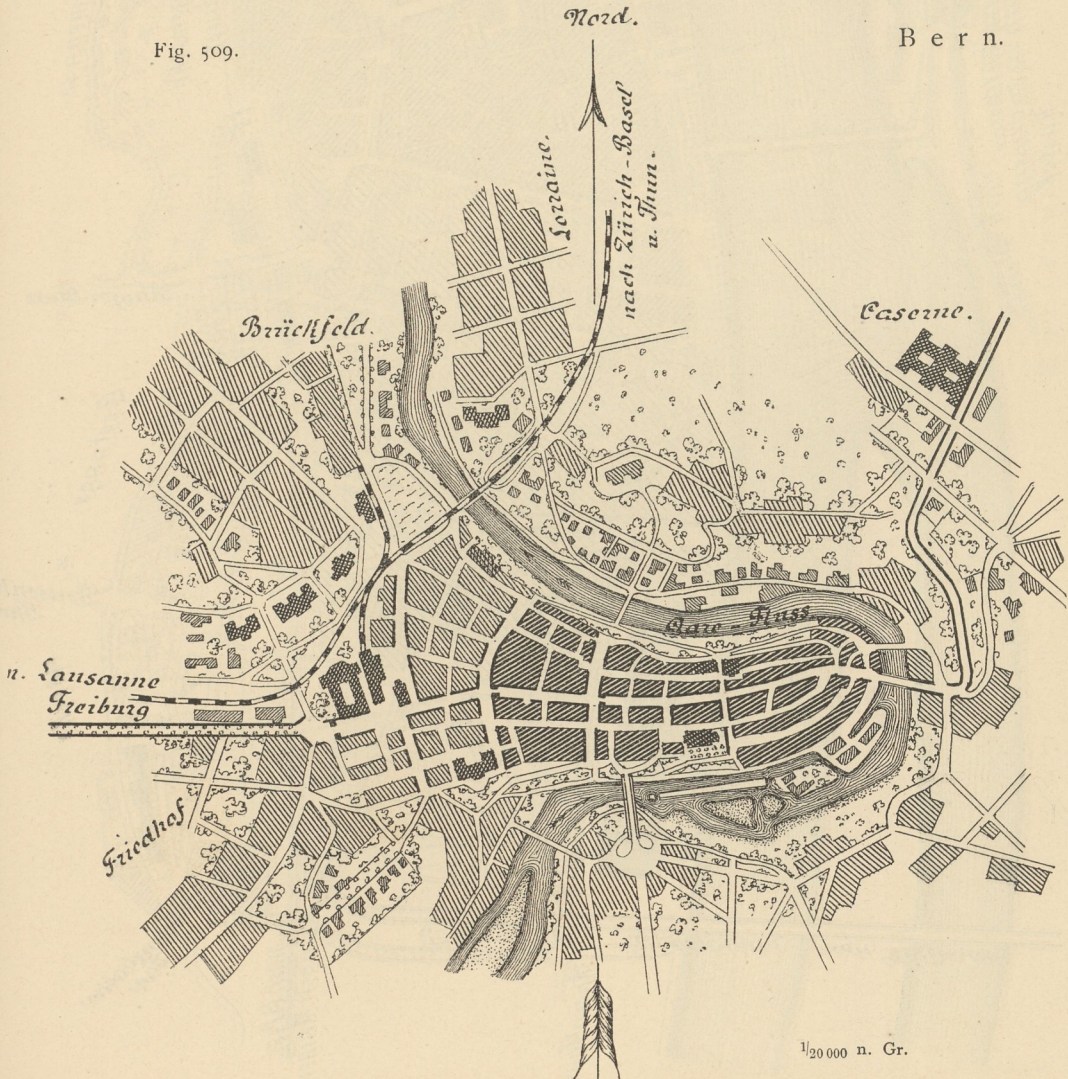 Nord.
Fig. 509.
Bern.
Lorraine.
nach Zürich-Basel
u. Thun.
Brückfeld.
Caserne.
Aare-Fluss
n. Lausanne
Freiburg
Friedhof
1/20000 n. Gr.